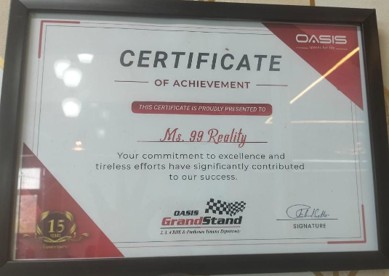 OASIS
CERTIFICATE
OF ACHIEVEMENT
THIS CERTIFICATE IS PROUDLY PRESENTED TO
Ms. 99 Reality
Your commitment to excellence and
tireless efforts have significantly contributed
to our success.
OASIS
GrandStand
15
SIGNATURE